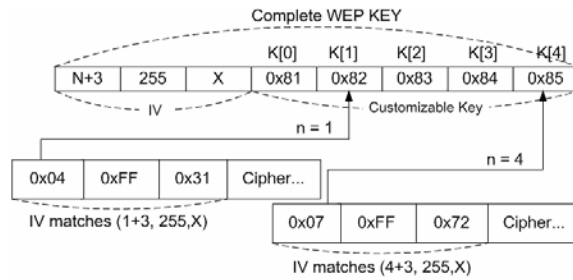 Complete WEP KEY
K[0] K[1] K[2] K[3] K[4]
N+3 255 X 0x81 0x82 0x83 0x84 0x85
IV Customizable Key
n = 1
n = 4
0x04 0xFF 0x31 Cipher...
IV matches (1+3, 255,X)
0x07 0xFF 0x72 Cipher...
IV matches (4+3, 255,X)